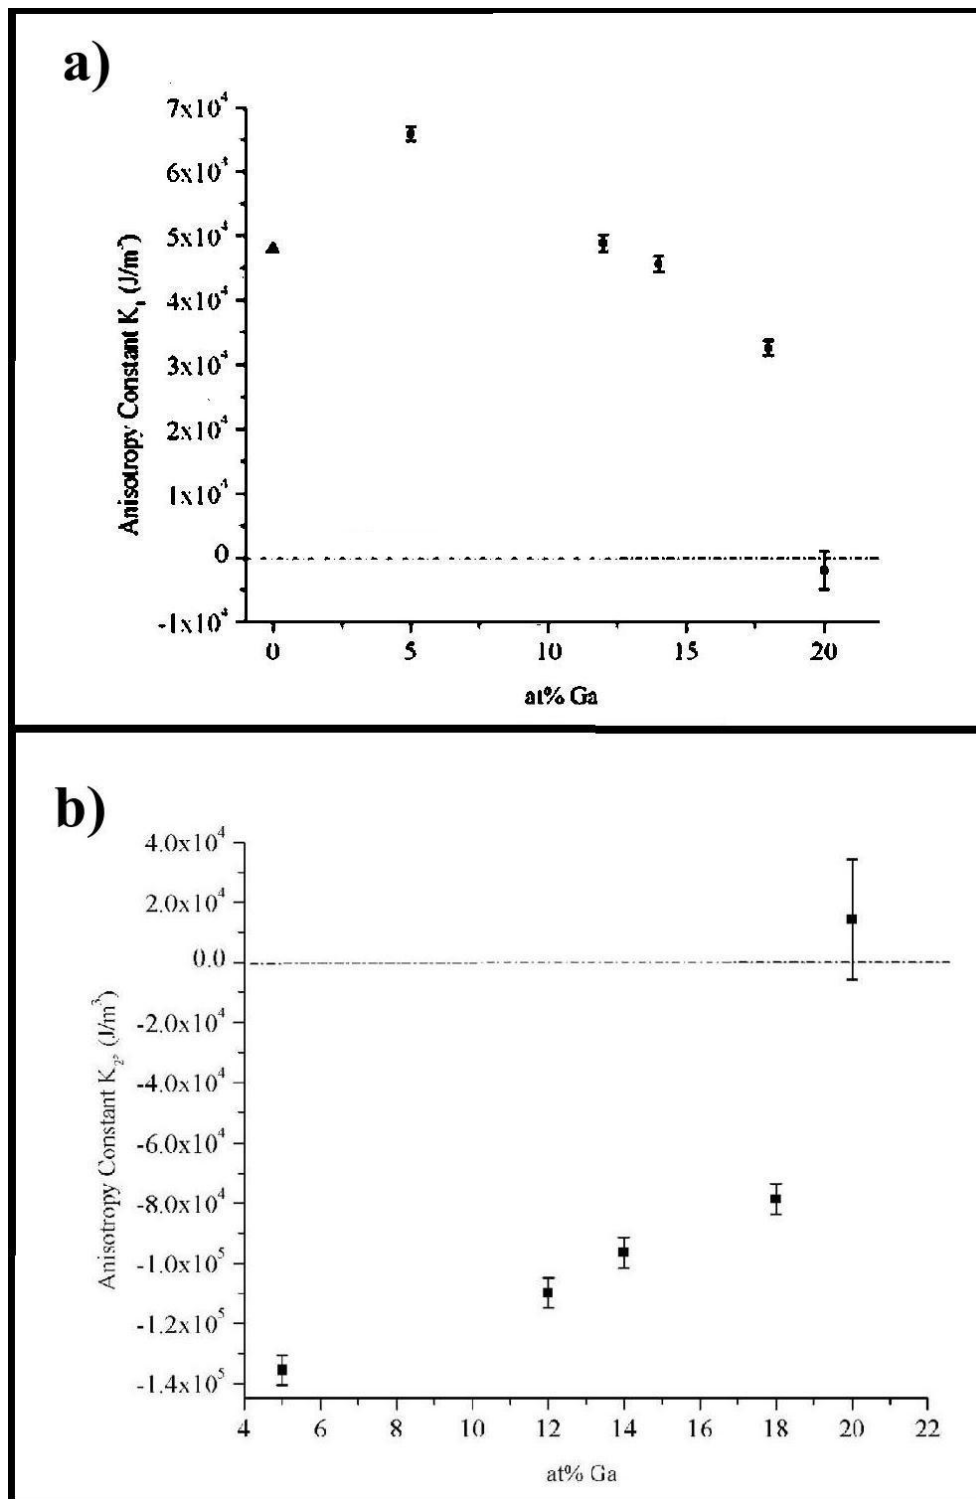 a)
Anisotropy Constant K₁ (J/m³)
7x10⁴
6x10⁴
5x10⁴
4x10⁴
3x10⁴
2x10⁴
1x10⁴
0
-1x10⁴
0 5 10 15 20
at% Ga
b)
Anisotropy Constant K₂, (J/m³)
4.0x10⁴
2.0x10⁴
0.0
-2.0x10⁴
-4.0x10⁴
-6.0x10⁴
-8.0x10⁴
-1.0x10⁵
-1.2x10⁵
-1.4x10⁵
4 6 8 10 12 14 16 18 20 22
at% Ga